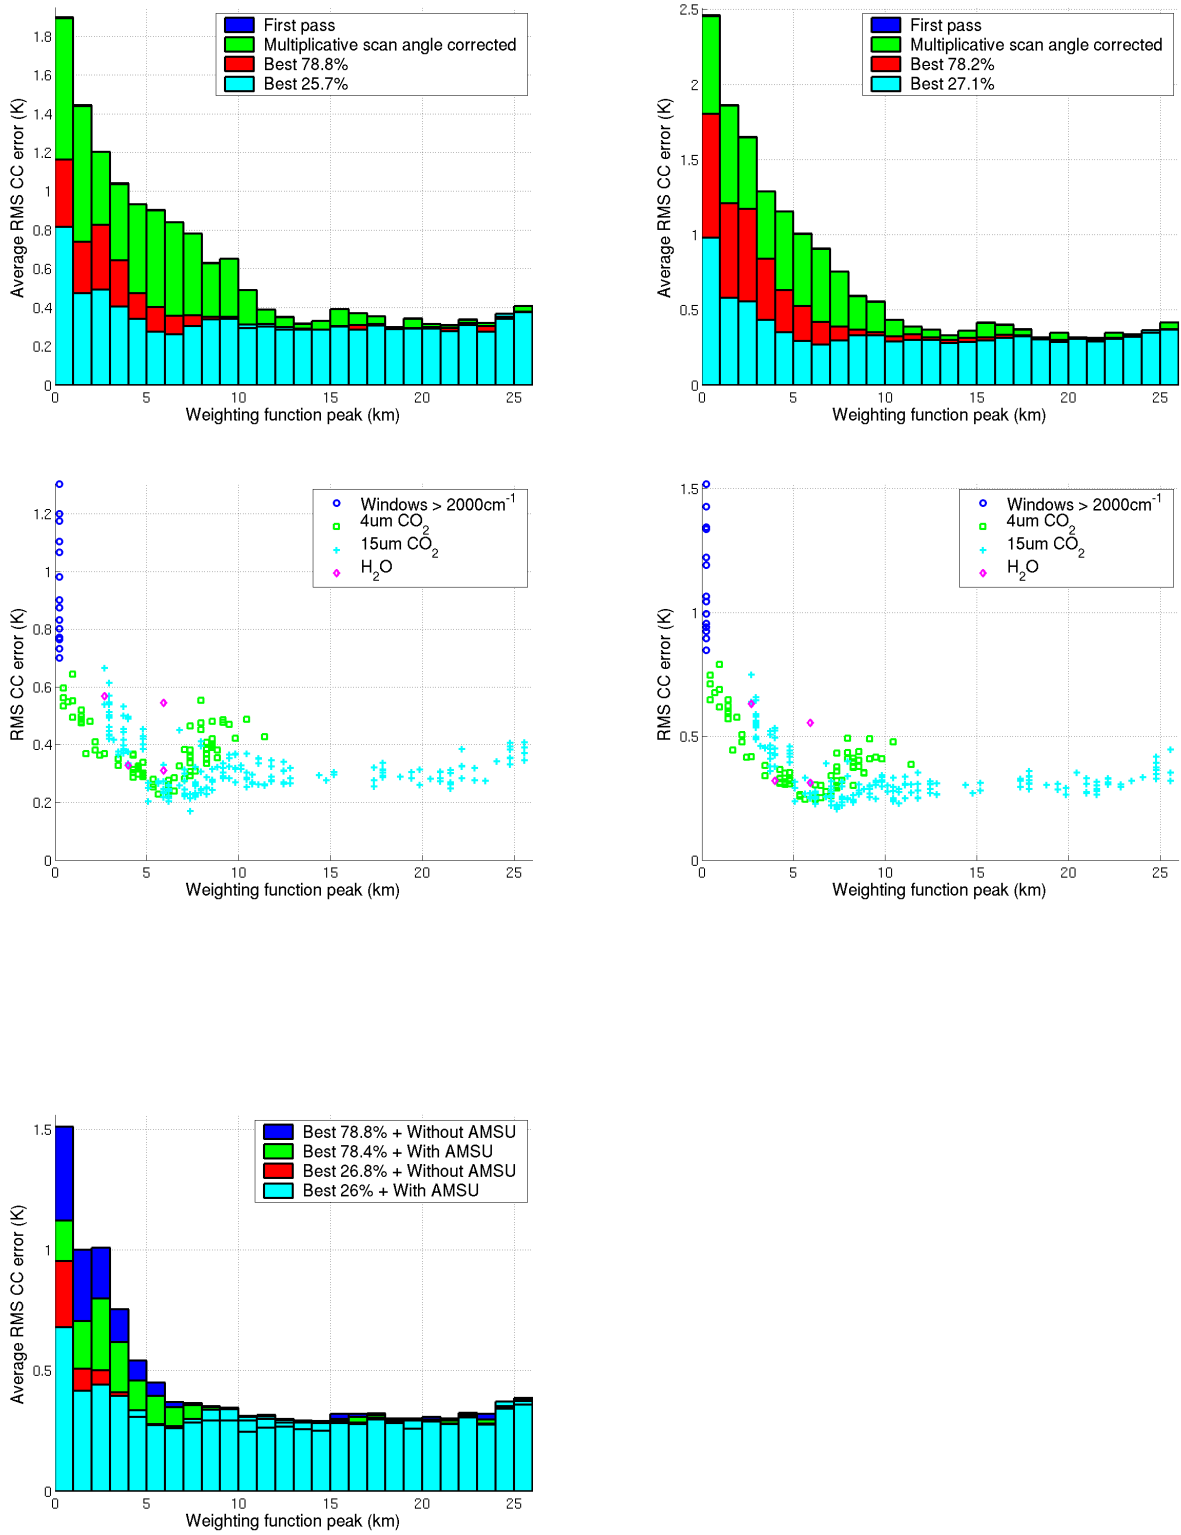 First pass
Multiplicative scan angle corrected
Best 78.8%
Best 25.7%
Average RMS CC error (K)
1.8
1.6
1.4
1.2
1
0.8
0.6
0.4
0.2
0
0 5 10 15 20 25
Weighting function peak (km)
First pass
Multiplicative scan angle corrected
Best 78.2%
Best 27.1%
Average RMS CC error (K)
2.5
2
1.5
1
0.5
0
0 5 10 15 20 25
Weighting function peak (km)
Windows > 2000cm-1
4um CO2
15um CO2
H2O
RMS CC error (K)
1.2
1
0.8
0.6
0.4
0.2
0
0 5 10 15 20 25
Weighting function peak (km)
Windows > 2000cm-1
4um CO2
15um CO2
H2O
RMS CC error (K)
1.5
1
0.5
0
0 5 10 15 20 25
Weighting function peak (km)
Best 78.8% + Without AMSU
Best 78.4% + With AMSU
Best 26.8% + Without AMSU
Best 26% + With AMSU
Average RMS CC error (K)
1.5
1
0.5
0
0 5 10 15 20 25
Weighting function peak (km)